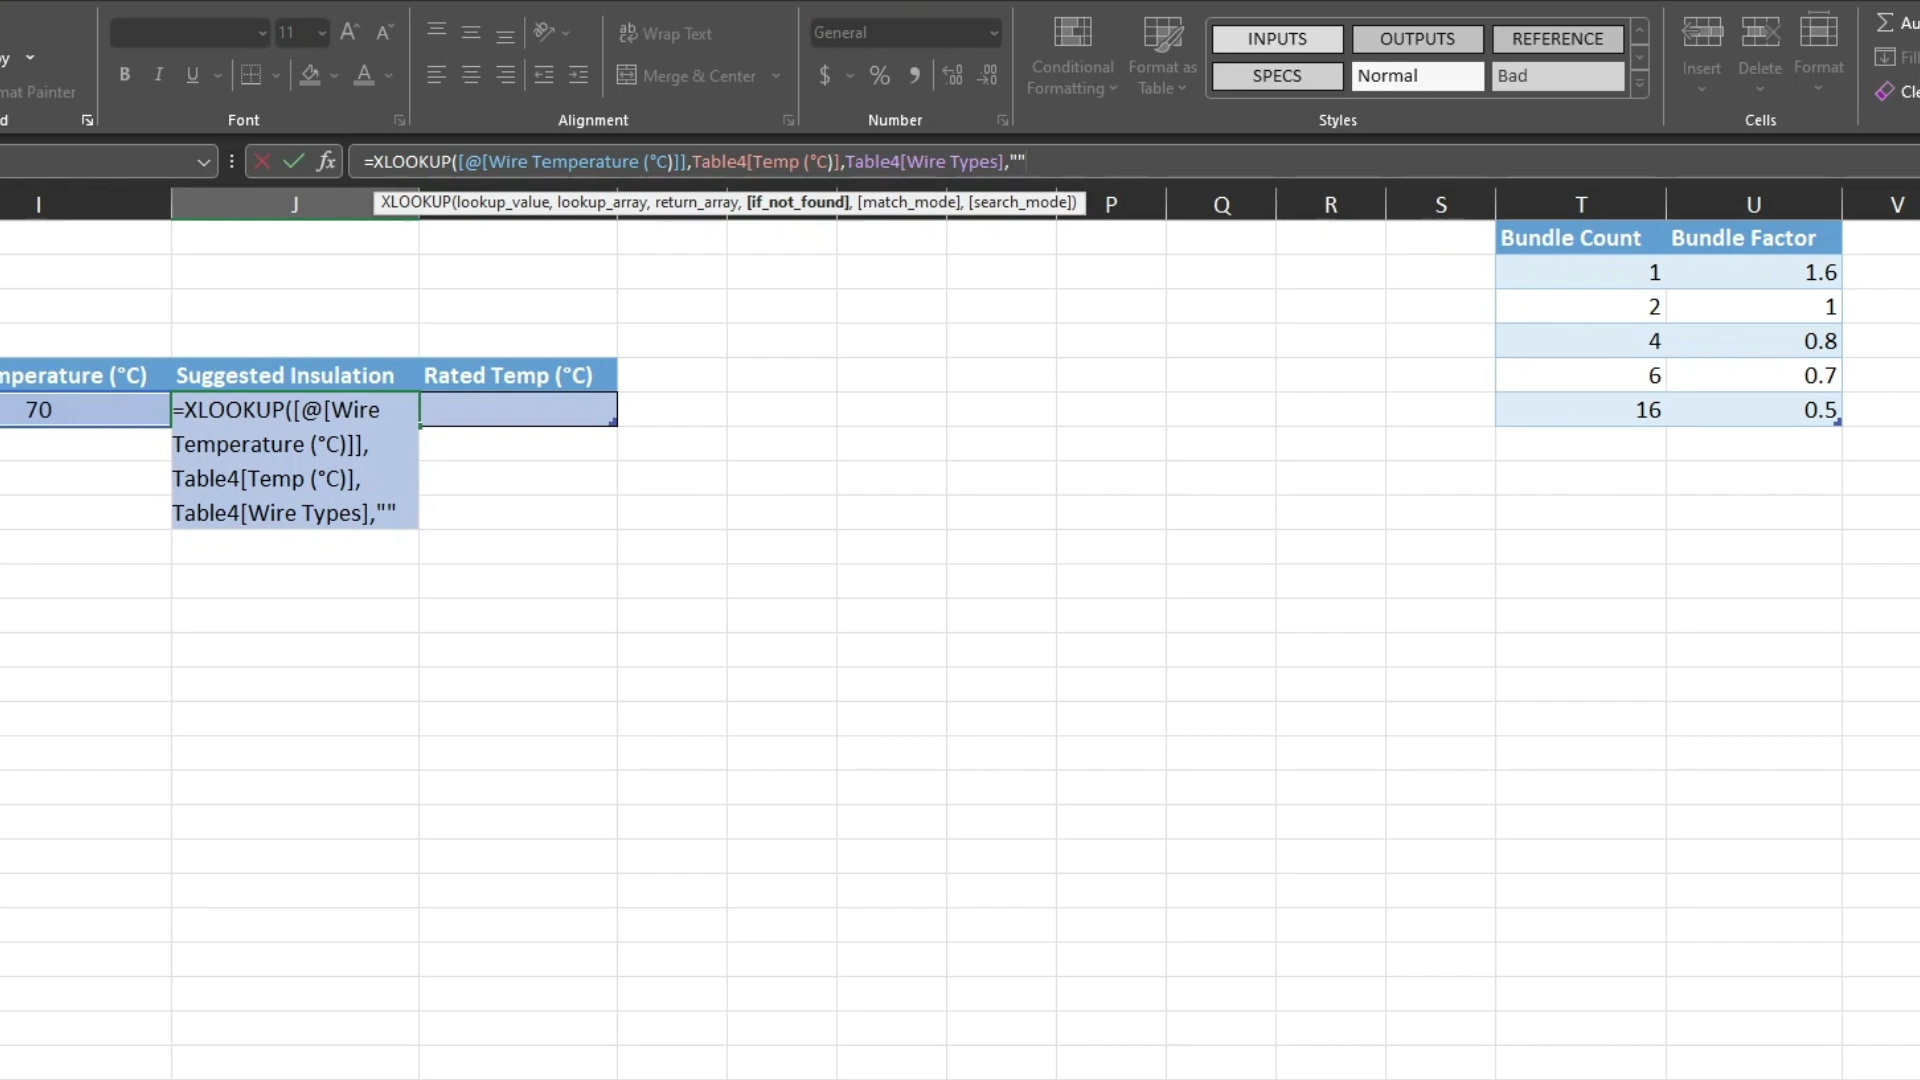 11
Wrap Text
General
INPUTS
OUTPUTS
REFERENCE
SPECS
Normal
Bad
Conditional Formatting
Format as Table
Insert
Delete
Format
Merge & Center
Font
Alignment
Number
Styles
Cells
=XLOOKUP([@[Wire Temperature (°C)]],Table4[Temp (°C)],Table4[Wire Types],""
XLOOKUP(lookup_value, lookup_array, return_array, [if_not_found], [match_mode], [search_mode])
I J P Q R S T U V
Bundle Count Bundle Factor
1 1.6
2 1
4 0.8
6 0.7
16 0.5
mperature (°C) Suggested Insulation Rated Temp (°C)
70
=XLOOKUP([@[Wire
Temperature (°C)]],
Table4[Temp (°C)],
Table4[Wire Types],""